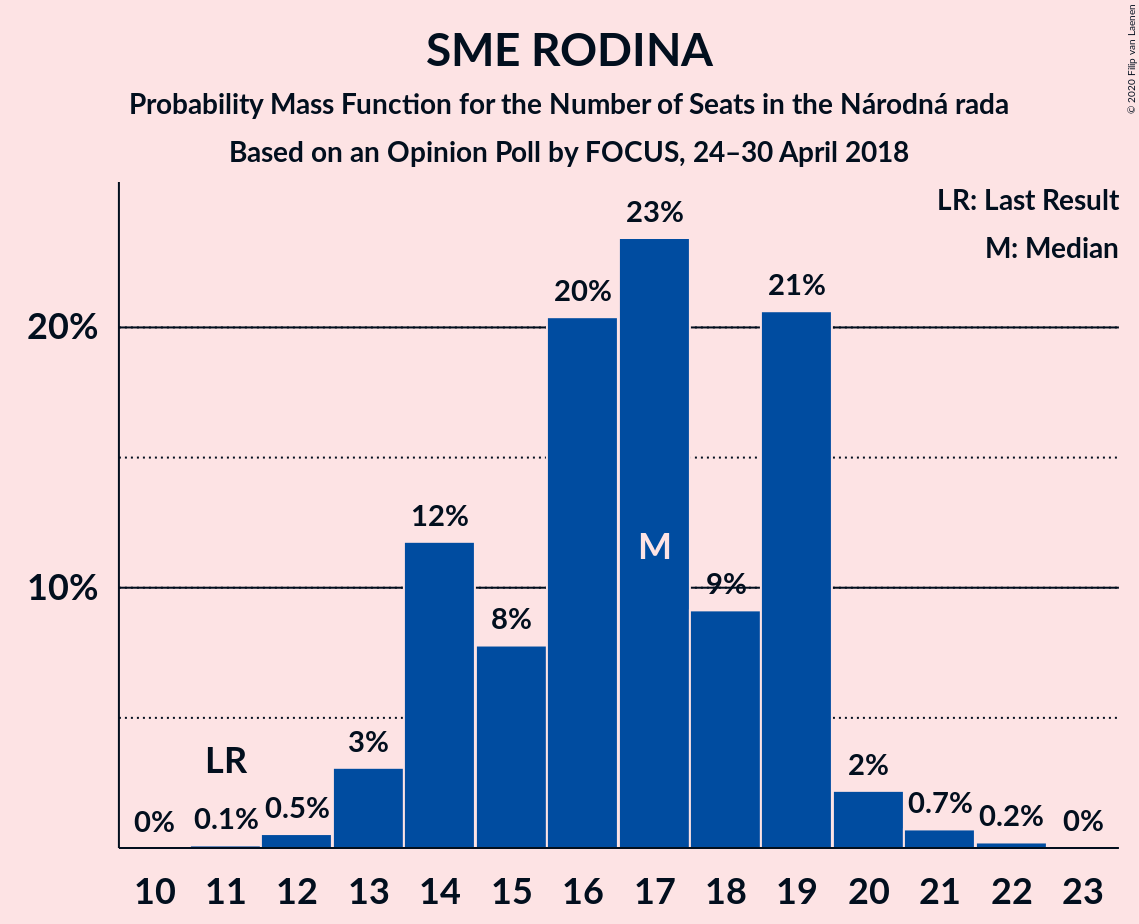 SME RODINA
Probability Mass Function for the Number of Seats in the Národná rada
Based on an Opinion Poll by FOCUS, 24–30 April 2018
© 2020 Filip van Laenen
LR: Last Result
M: Median
20%
10%
0%
0.1%
0.5%
3%
12%
8%
20%
23%
9%
21%
2%
0.7%
0.2%
0%
LR
M
10 11 12 13 14 15 16 17 18 19 20 21 22 23